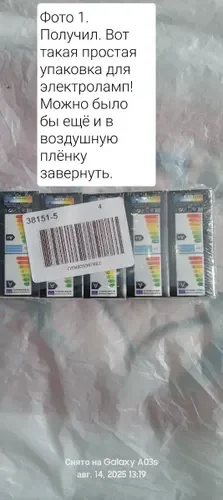 Фото 1.
Получил. Вот
такая простая
упаковка для
электроламп!
Можно было
бы ещё и в
воздушную
плёнку
завернуть.
38151-5
4
Снято на Galaxy A03s
авг. 14, 2025 13:19